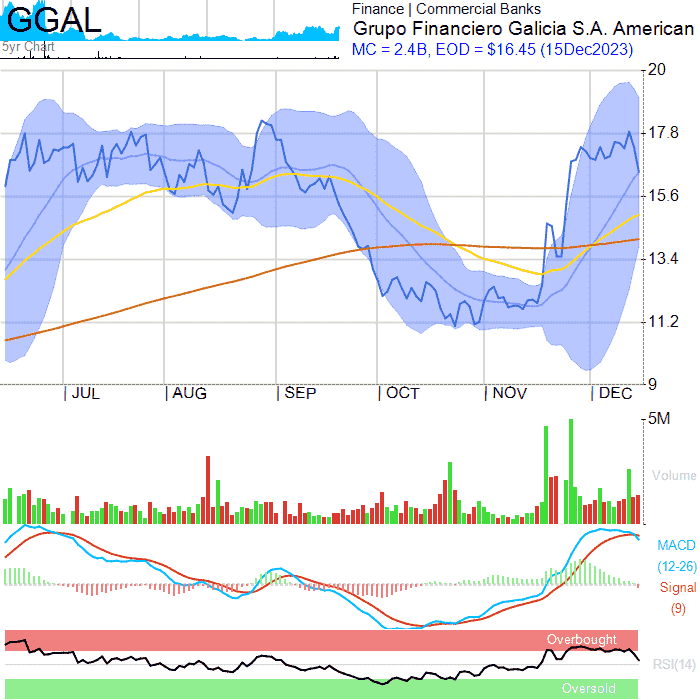 GGAL
5yr Chart
Finance | Commercial Banks
Grupo Financiero Galicia S.A. American
MC = 2.4B, EOD = $16.45 (15Dec2023)
20
17.8
15.6
13.4
11.2
9
JUL
AUG
SEP
OCT
NOV
DEC
5M
Volume
MACD
(12-26)
Signal
(9)
Overbought
RSI(14)
Oversold